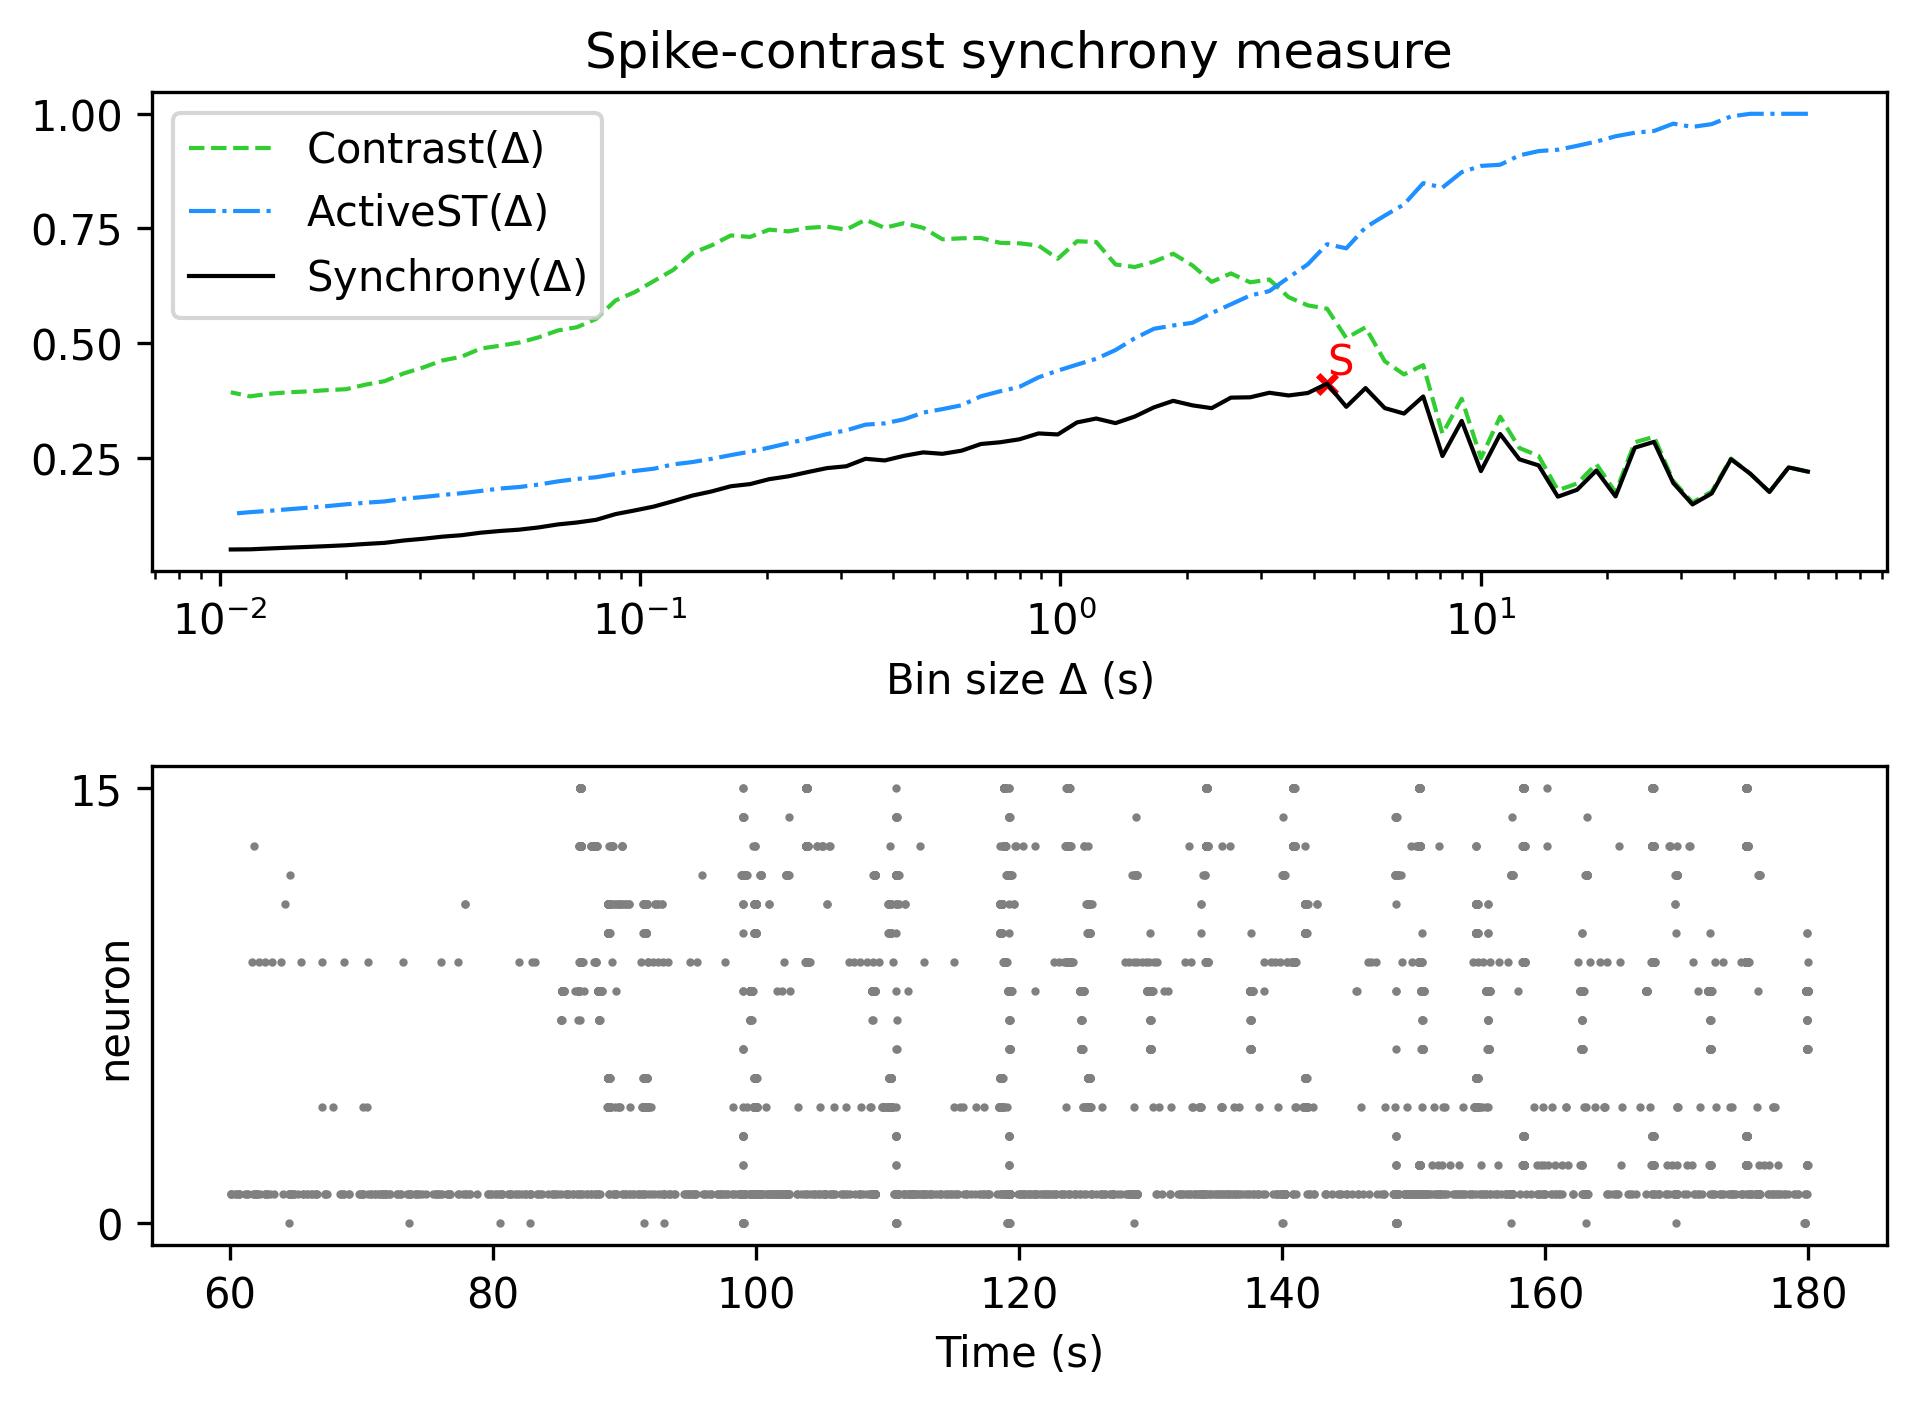 Spike-contrast synchrony measure
1.00
0.75
0.50
0.25
Contrast(Δ)
ActiveST(Δ)
Synchrony(Δ)
S
10⁻² 10⁻¹ 10⁰ 10¹
Bin size Δ (s)
15
0
neuron
60 80 100 120 140 160 180
Time (s)